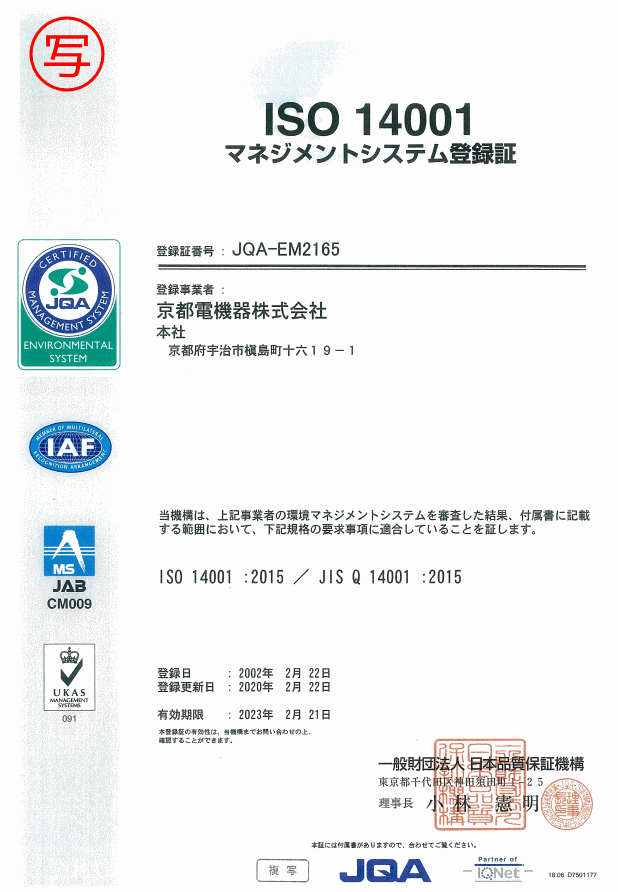 写
ISO 14001
マネジメントシステム登録証
登録証番号 : JQA-EM2165
登録事業者 :
京都電機器株式会社
本社
京都府宇治市槇島町十六１９－１
CERTIFIED
JQA
MANAGEMENT SYSTEM
ENVIRONMENTAL
SYSTEM
MEMBER OF MULTILATERAL
IAF
RECOGNITION ARRANGEMENT
当機構は、上記事業者の環境マネジメントシステムを審査した結果、付属書に記載
する範囲において、下記規格の要求事項に適合していることを証します。
MS
JAB
CM009
ISO 14001 :2015 ／ JIS Q 14001 :2015
UKAS
MANAGEMENT
SYSTEMS
091
登録日 : 2002年 2月 22日
登録更新日 : 2020年 2月 22日
有効期限 : 2023年 2月 21日
本登録証の有効性は、当機構までお問い合わせの上、
確認することができます。
一般財団法人 日本品質保証機構
東京都千代田区神田須田町1-25
理事長 小林 憲明
本証には付属書がありますので、合わせてご覧ください。
複写
JQA
Partner of
IQNet
18.06 D7501177